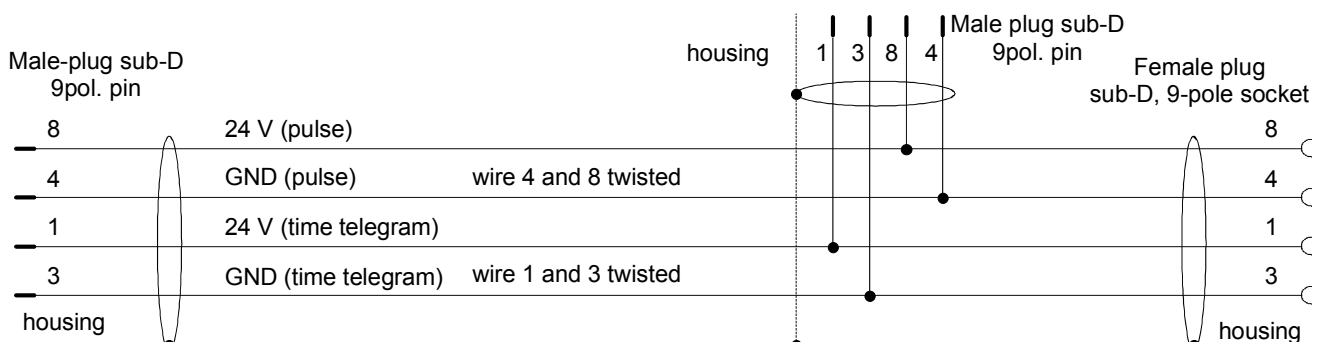 Male-plug sub-D
9pol. pin
housing
1 3 8 4
Male plug sub-D
9pol. pin
Female plug
sub-D, 9-pole socket
8 24 V (pulse) 8
4 GND (pulse) wire 4 and 8 twisted 4
1 24 V (time telegram) 1
3 GND (time telegram) wire 1 and 3 twisted 3
housing housing